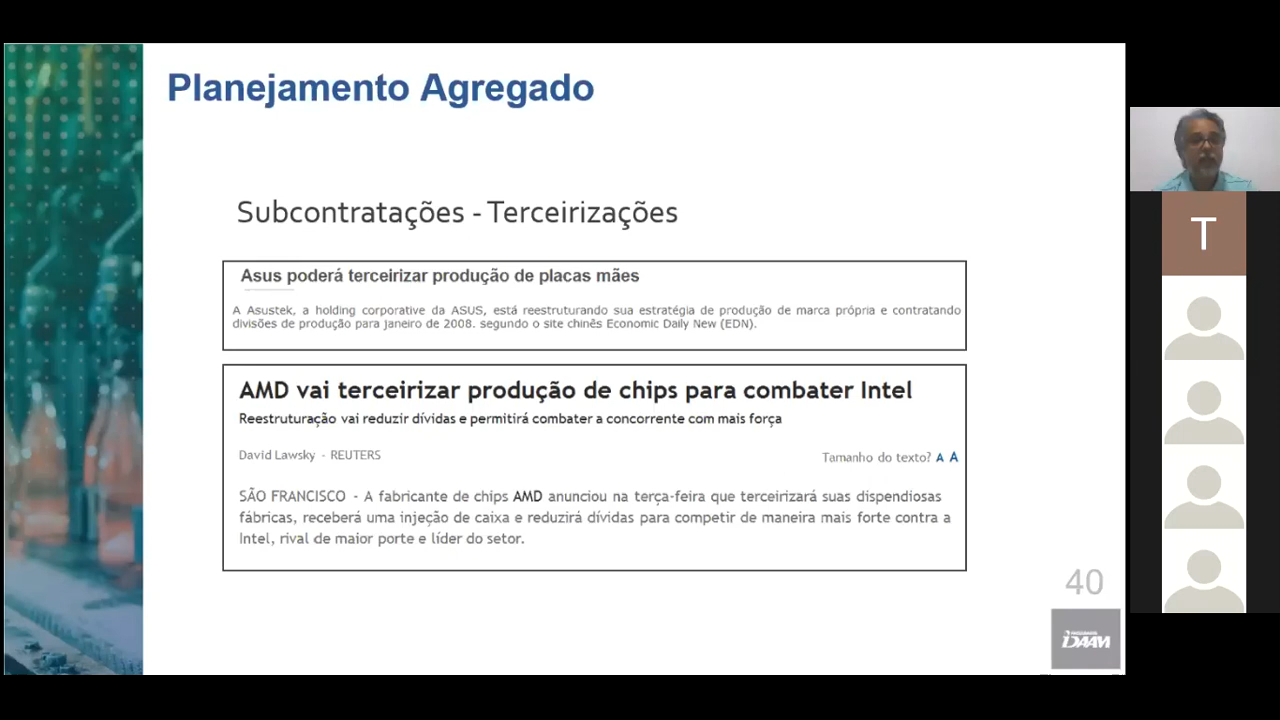 Planejamento Agregado
Subcontratações - Terceirizações
Asus poderá terceirizar produção de placas mães
A Asustek, a holding corporative da ASUS, está reestruturando sua estratégia de produção de marca própria e contratando
divisões de produção para janeiro de 2008. segundo o site chinês Economic Daily New (EDN).
AMD vai terceirizar produção de chips para combater Intel
Reestruturação vai reduzir dívidas e permitirá combater a concorrente com mais força
David Lawsky - REUTERS
Tamanho do texto? A A
SÃO FRANCISCO - A fabricante de chips AMD anunciou na terça-feira que terceirizará suas dispendiosas
fábricas, receberá uma injeção de caixa e reduzirá dívidas para competir de maneira mais forte contra a
Intel, rival de maior porte e líder do setor.
40
T